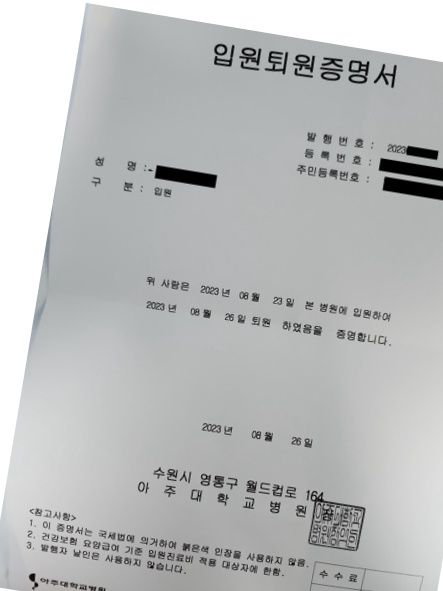 입원퇴원증명서
발 행 번 호 : 2023
등 록 번 호 :
주민등록번호 :
성 명 :
구 분 : 입원
위 사람은 2023 년 08 월 23 일 본 병원에 입원하여
2023 년 08 월 26 일 퇴원 하였음을 증명합니다.
2023 년 08 월 26 일
수원시 영통구 월드컵로 164
아 주 대 학 교 병 원
<참고사항>
1. 이 증명서는 국세법에 의거하여 붉은색 인장을 사용하지 않음.
2. 건강보험 요양급여 기준 입원진료비 적용 대상자에 한함.
3. 발행자 날인은 사용하지 않습니다.
수 수 료
아주대학교병원